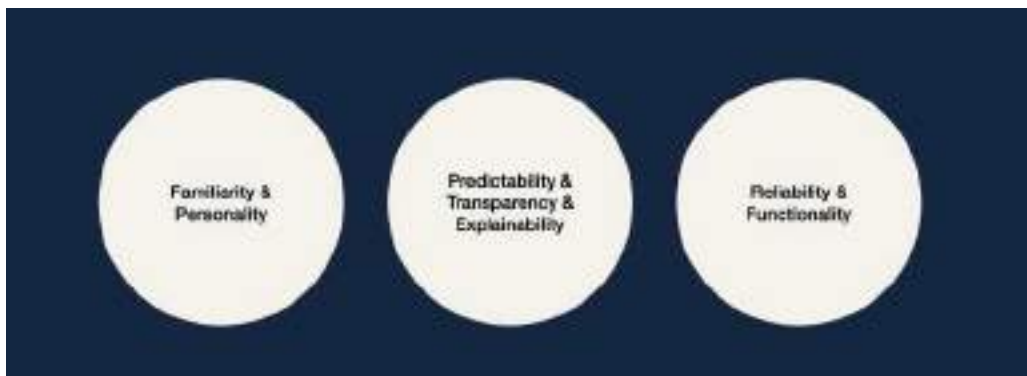 Familiarity &
Personality
Predictability &
Transparency &
Explainability
Reliability &
Functionality